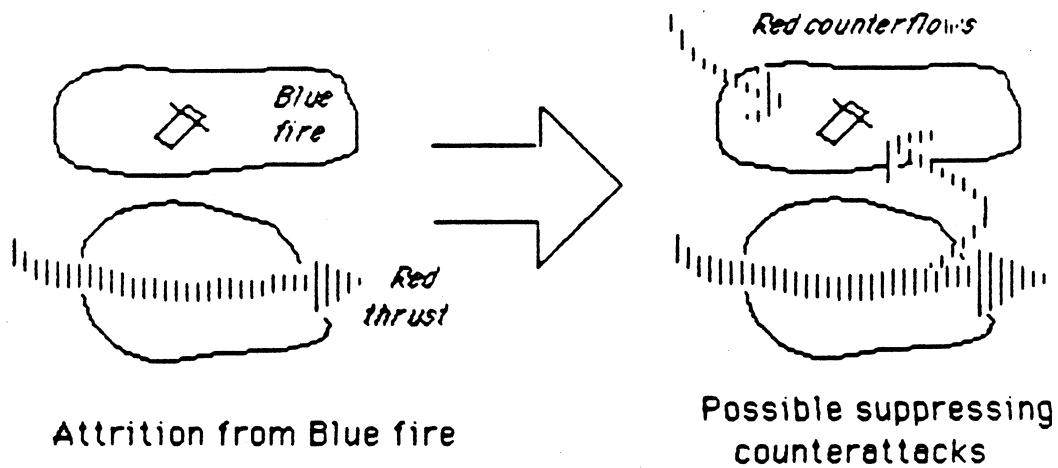 Red counterflows
Blue
fire
Red
thrust
Attrition from Blue fire
Possible suppressing
counterattacks